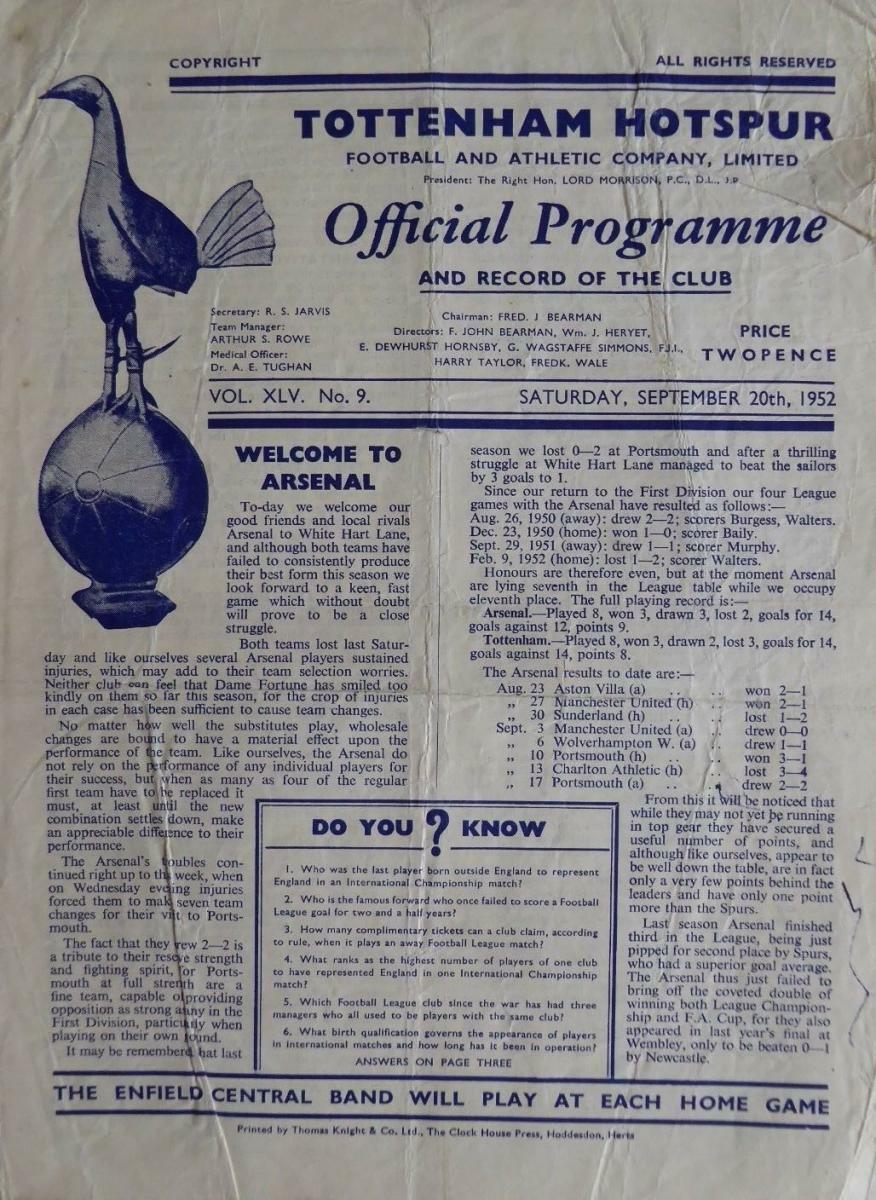 COPYRIGHT
ALL RIGHTS RESERVED
TOTTENHAM HOTSPUR
FOOTBALL AND ATHLETIC COMPANY, LIMITED
President: The Right Hon. LORD MORRISON, P.C., D.L., J.P.
Official Programme
AND RECORD OF THE CLUB
Secretary: R. S. JARVIS
Team Manager:
ARTHUR S. ROWE
Medical Officer:
Dr. A. E. TUGHAN
Chairman: FRED. J BEARMAN
Directors: F. JOHN BEARMAN, Wm. J. HERYET,
E. DEWHURST HORNSBY, G. WAGSTAFFE SIMMONS, F.J.I.,
HARRY TAYLOR, FREDK. WALE
PRICE
TWOPENCE
VOL. XLV. No. 9.
SATURDAY, SEPTEMBER 20th, 1952
WELCOME TO
ARSENAL
To-day we welcome our
good friends and local rivals
Arsenal to White Hart Lane,
and although both teams have
failed to consistently produce
their best form this season we
look forward to a keen, fast
game which without doubt
will prove to be a close
struggle.
Both teams lost last Satur-
day and like ourselves several Arsenal players sustained
injuries, which may add to their team selection worries.
Neither club can feel that Dame Fortune has smiled too
kindly on them so far this season, for the crop of injuries
in each case has been sufficient to cause team changes.
No matter how well the substitutes play, wholesale
changes are bound to have a material effect upon the
performance of the team. Like ourselves, the Arsenal do
not rely on the performance of any individual players for
their success, but when as many as four of the regular
first team have to be replaced it
must, at least until the new
combination settles down, make
an appreciable difference to their
performance.
The Arsenal's troubles con-
tinued right up to the week, when
on Wednesday evening injuries
forced them to make seven team
changes for their visit to Ports-
mouth.
The fact that they drew 2—2 is
a tribute to their reserve strength
and fighting spirit, for Ports-
mouth at full strength are a
fine team, capable of providing
opposition as strong as any in the
First Division, particularly when
playing on their own ground.
It may be remembered that last
season we lost 0—2 at Portsmouth and after a thrilling
struggle at White Hart Lane managed to beat the sailors
by 3 goals to 1.
Since our return to the First Division our four League
games with the Arsenal have resulted as follows:—
Aug. 26, 1950 (away): drew 2—2; scorers Burgess, Walters.
Dec. 23, 1950 (home): won 1—0; scorer Baily.
Sept. 29, 1951 (away): drew 1—1; scorer Murphy.
Feb. 9, 1952 (home): lost 1—2; scorer Walters.
Honours are therefore even, but at the moment Arsenal
are lying seventh in the League table while we occupy
eleventh place. The full playing record is:—
Arsenal.—Played 8, won 3, drawn 3, lost 2, goals for 14,
goals against 12, points 9.
Tottenham.—Played 8, won 3, drawn 2, lost 3, goals for 14,
goals against 14, points 8.
The Arsenal results to date are:—
Aug. 23 Aston Villa (a) .. .. won 2—1
„ 27 Manchester United (h) .. won 2—1
„ 30 Sunderland (h) .. .. lost 1—2
Sept. 3 Manchester United (a) .. drew 0—0
„ 6 Wolverhampton W. (a) .. drew 1—1
„ 10 Portsmouth (h) .. won 3—1
„ 13 Charlton Athletic (h) .. lost 3—4
„ 17 Portsmouth (a) .. drew 2—2
From this it will be noticed that
while they may not yet be running
in top gear they have secured a
useful number of points, and
although like ourselves, appear to
be well down the table, are in fact
only a very few points behind the
leaders and have only one point
more than the Spurs.
Last season Arsenal finished
third in the League, being just
pipped for second place by Spurs,
who had a superior goal average.
The Arsenal thus just failed to
bring off the coveted double of
winning both League Champion-
ship and F.A. Cup, for they also
appeared in last year's final at
Wembley, only to be beaten 0—1
by Newcastle.
DO YOU ? KNOW
1. Who was the last player born outside England to represent
England in an International Championship match?
2. Who is the famous forward who once failed to score a Football
League goal for two and a half years?
3. How many complimentary tickets can a club claim, according
to rule, when it plays an away Football League match?
4. What ranks as the highest number of players of one club
to have represented England in one International Championship
match?
5. Which Football League club since the war has had three
managers who all used to be players with the same club?
6. What birth qualification governs the appearance of players
in International matches and how long has it been in operation?
ANSWERS ON PAGE THREE
THE ENFIELD CENTRAL BAND WILL PLAY AT EACH HOME GAME
Printed by Thomas Knight & Co. Ltd., The Clock House Press, Hoddesdon, Herts